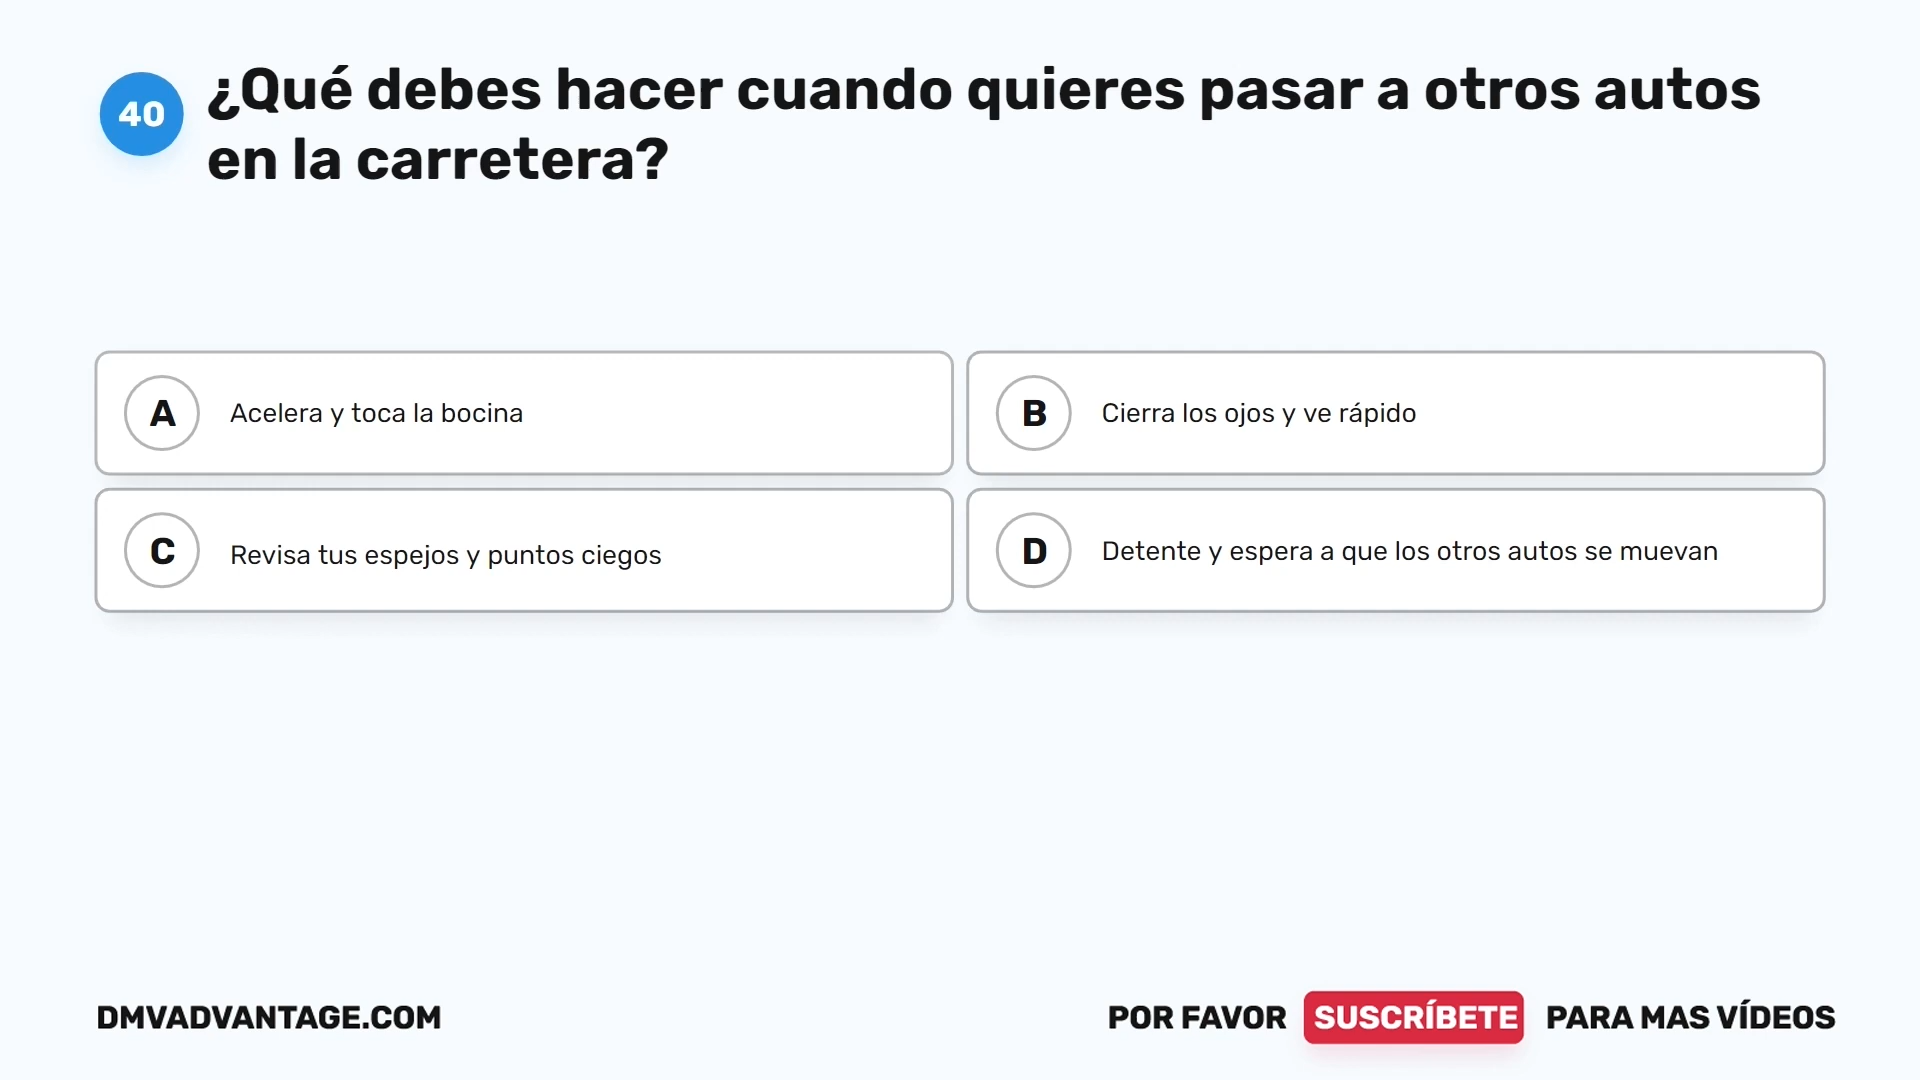 40
¿Qué debes hacer cuando quieres pasar a otros autos
en la carretera?
A Acelera y toca la bocina
B Cierra los ojos y ve rápido
C Revisa tus espejos y puntos ciegos
D Detente y espera a que los otros autos se muevan
DMVADVANTAGE.COM
POR FAVOR SUSCRÍBETE PARA MAS VÍDEOS